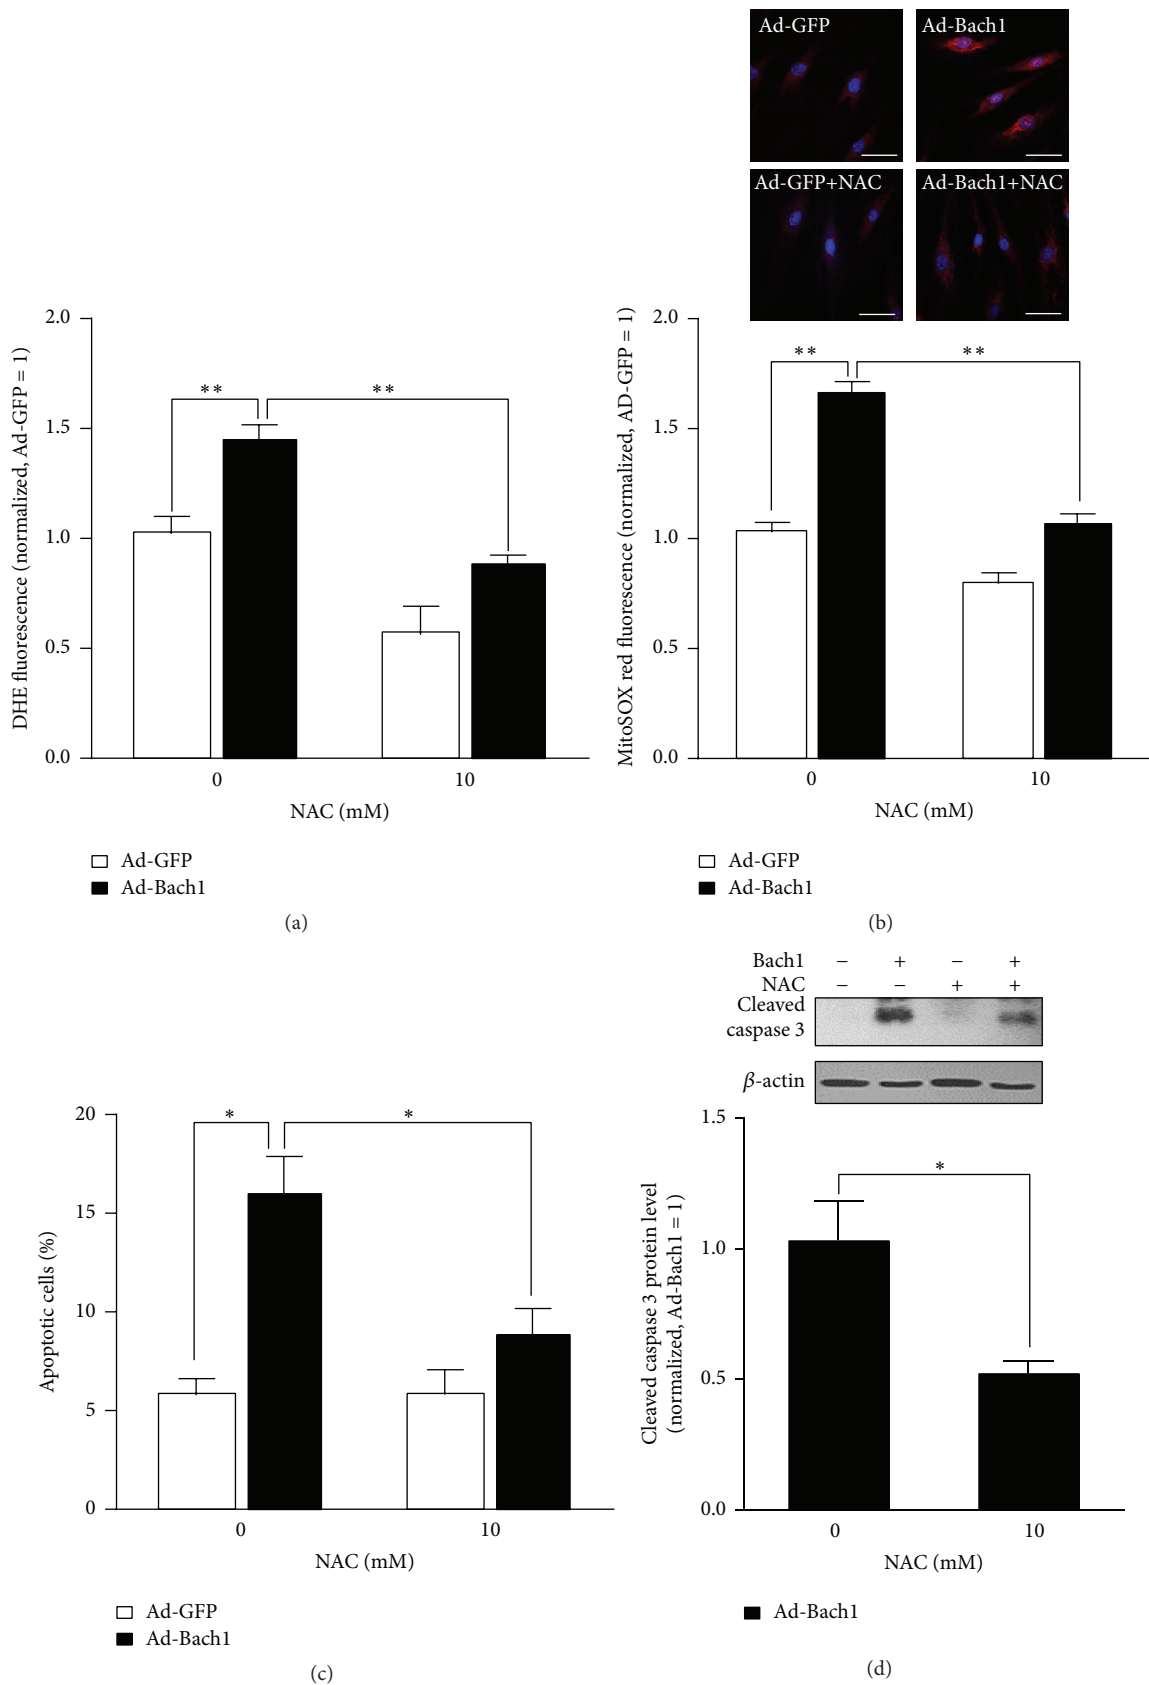 Ad-GFP
Ad-Bach1
Ad-GFP+NAC
Ad-Bach1+NAC
DHE fluorescence (normalized, Ad-GFP = 1)
2.0
1.5
1.0
0.5
0.0
**
**
0
10
NAC (mM)
Ad-GFP
Ad-Bach1
(a)
MitoSOX red fluorescence (normalized, AD-GFP = 1)
2.0
1.5
1.0
0.5
0.0
**
**
0
10
NAC (mM)
Ad-GFP
Ad-Bach1
(b)
Apoptotic cells (%)
20
15
10
5
0
*
*
0
10
NAC (mM)
Ad-GFP
Ad-Bach1
(c)
Bach1 − + − +
NAC − − + +
Cleaved
caspase 3
β-actin
Cleaved caspase 3 protein level
(normalized, Ad-Bach1 = 1)
1.5
1.0
0.5
0.0
*
0
10
NAC (mM)
Ad-Bach1
(d)